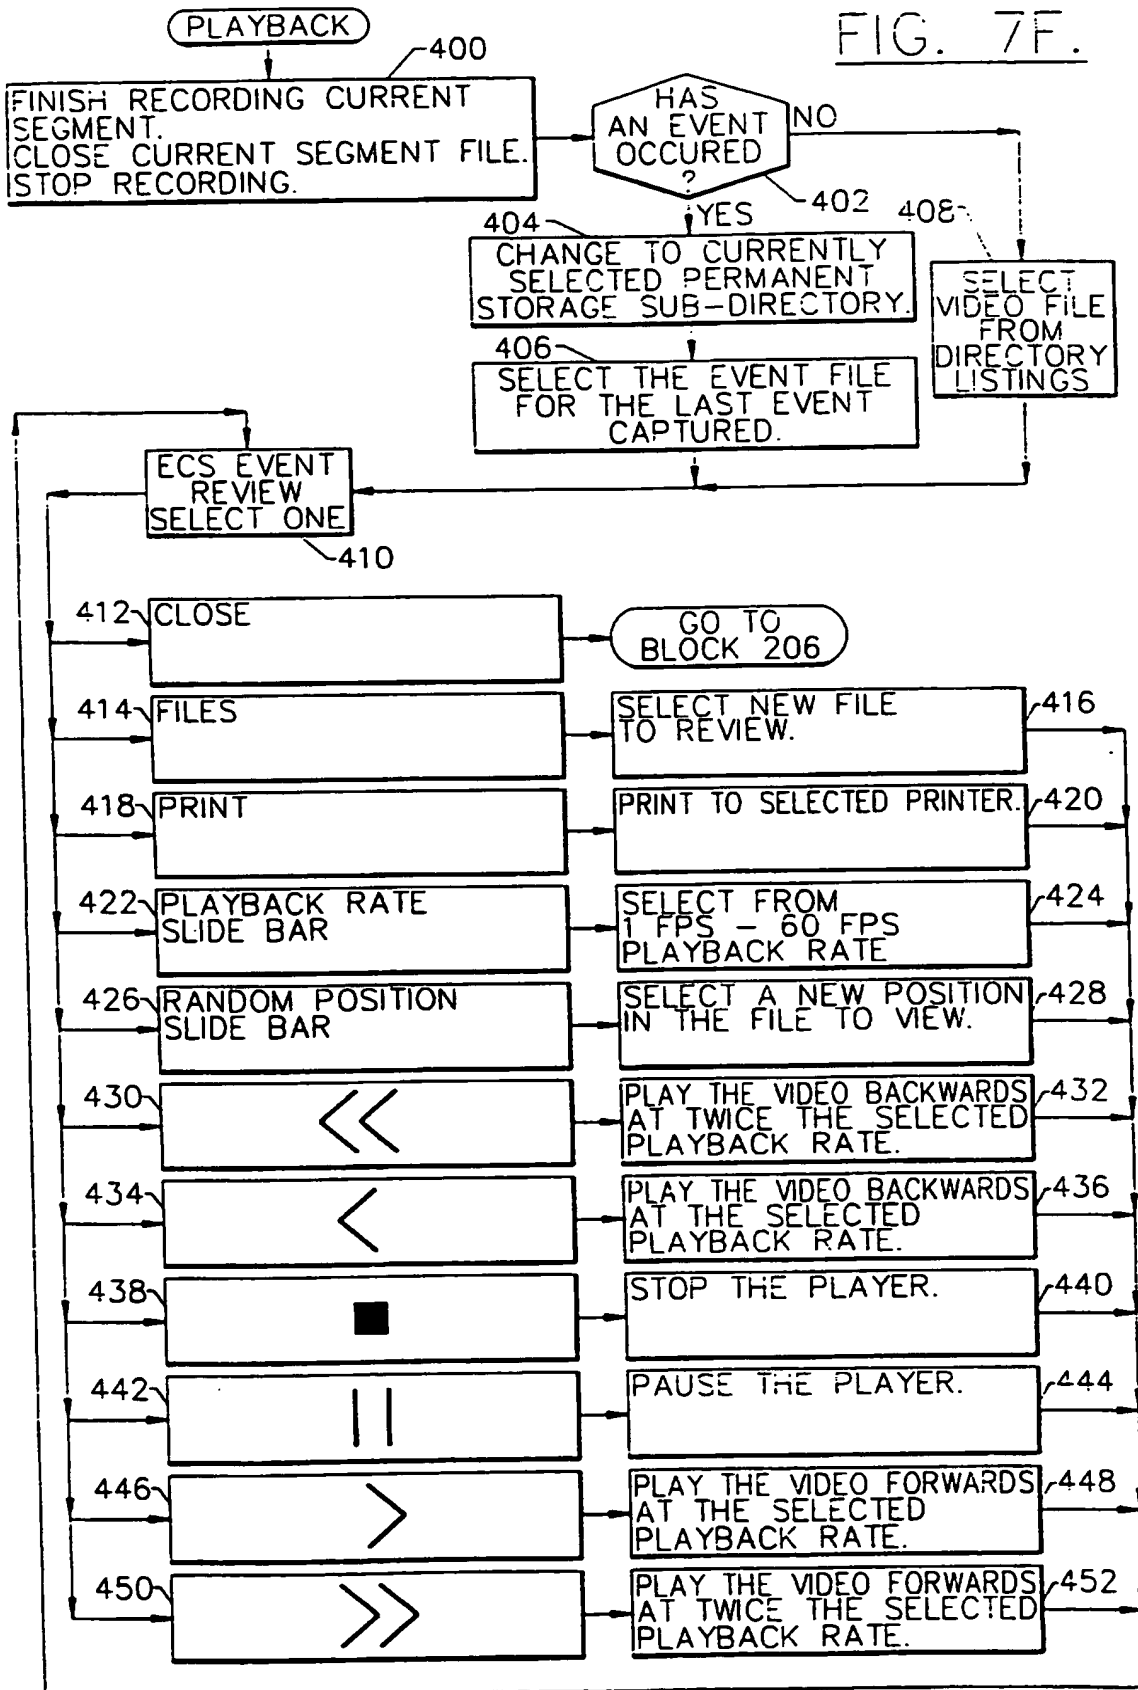 PLAYBACK
FIG. 7F.
400
FINISH RECORDING CURRENT
SEGMENT.
CLOSE CURRENT SEGMENT FILE.
STOP RECORDING.
HAS
AN EVENT
OCCURED
?
NO
402
YES
404
CHANGE TO CURRENTLY
SELECTED PERMANENT
STORAGE SUB-DIRECTORY.
408
SELECT
VIDEO FILE
FROM
DIRECTORY
LISTINGS
406
SELECT THE EVENT FILE
FOR THE LAST EVENT
CAPTURED.
ECS EVENT
REVIEW
SELECT ONE
410
412
CLOSE
GO TO
BLOCK 206
414
FILES
SELECT NEW FILE
TO REVIEW.
416
418
PRINT
PRINT TO SELECTED PRINTER.
420
422
PLAYBACK RATE
SLIDE BAR
SELECT FROM
1 FPS – 60 FPS
PLAYBACK RATE
424
426
RANDOM POSITION
SLIDE BAR
SELECT A NEW POSITION
IN THE FILE TO VIEW.
428
430
<<
PLAY THE VIDEO BACKWARDS
AT TWICE THE SELECTED
PLAYBACK RATE.
432
434
<
PLAY THE VIDEO BACKWARDS
AT THE SELECTED
PLAYBACK RATE.
436
438
■
STOP THE PLAYER.
440
442
||
PAUSE THE PLAYER.
444
446
>
PLAY THE VIDEO FORWARDS
AT THE SELECTED
PLAYBACK RATE.
448
450
>>
PLAY THE VIDEO FORWARDS
AT TWICE THE SELECTED
PLAYBACK RATE.
452